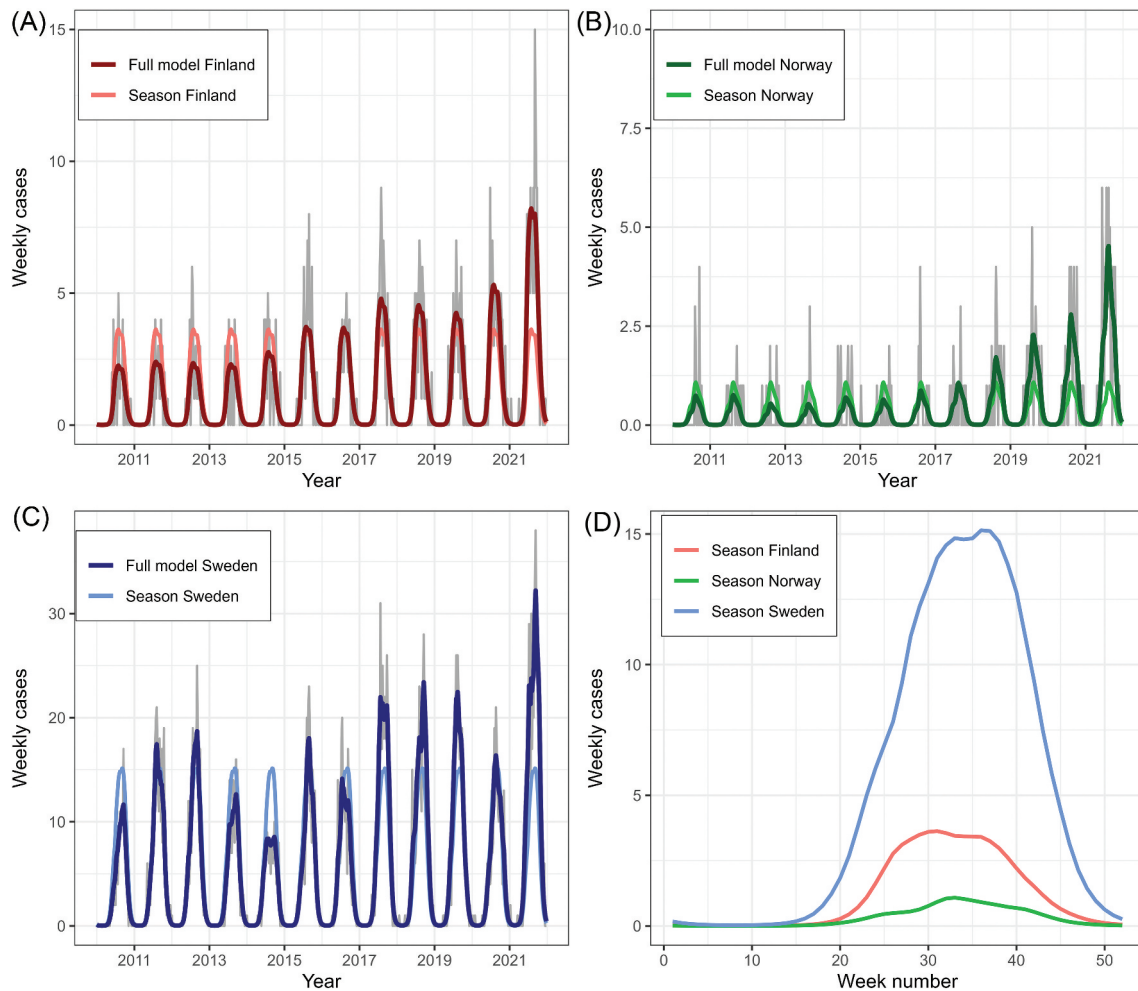 (A)
Full model Finland
Season Finland
15
10
5
0
Weekly cases
2011 2013 2015 2017 2019 2021
Year
(B)
Full model Norway
Season Norway
10.0
7.5
5.0
2.5
0.0
Weekly cases
2011 2013 2015 2017 2019 2021
Year
(C)
Full model Sweden
Season Sweden
30
20
10
0
Weekly cases
2011 2013 2015 2017 2019 2021
Year
(D)
Season Finland
Season Norway
Season Sweden
15
10
5
0
Weekly cases
0 10 20 30 40 50
Week number